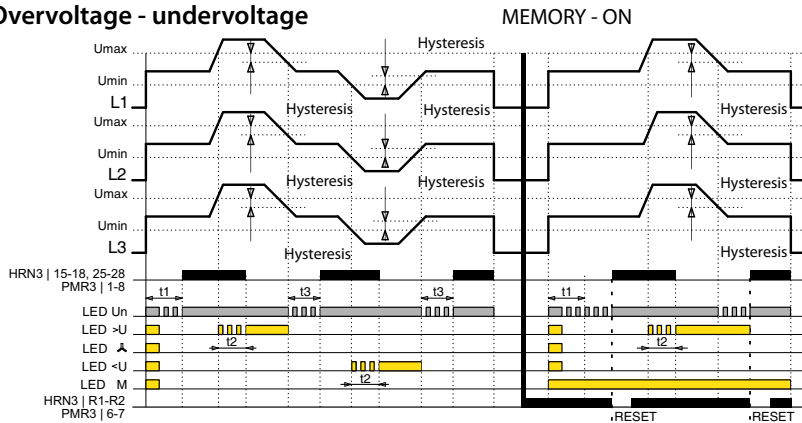 Overvoltage - undervoltage
MEMORY - ON
Umax
Hysteresis
Umin
L1
Hysteresis
Hysteresis
Umax
Umin
L2
Hysteresis
Hysteresis
Hysteresis
Umax
Umin
L3
Hysteresis
Hysteresis
HRN3 | 15-18, 25-28
PMR3 | 1-8
t1
t3
t3
t1
LED Un
LED >U
LED
t2
t2
LED <U
LED M
t2
HRN3 | R1-R2
PMR3 | 6-7
RESET
RESET